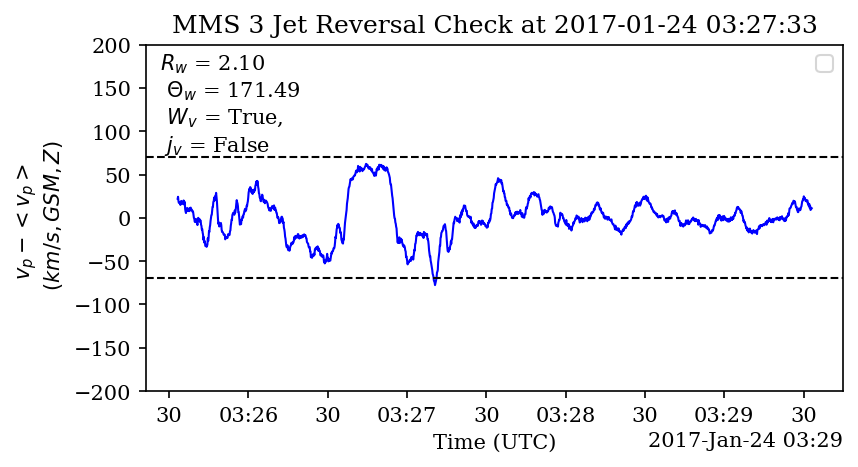 MMS 3 Jet Reversal Check at 2017-01-24 03:27:33
200
150
100
50
0
−50
−100
−150
−200
v_p − < v_p >
(km/s, GSM, Z)
R_w = 2.10
Θ_w = 171.49
W_v = True,
j_v = False
30 03:26 30 03:27 30 03:28 30 03:29 30
Time (UTC)
2017-Jan-24 03:29